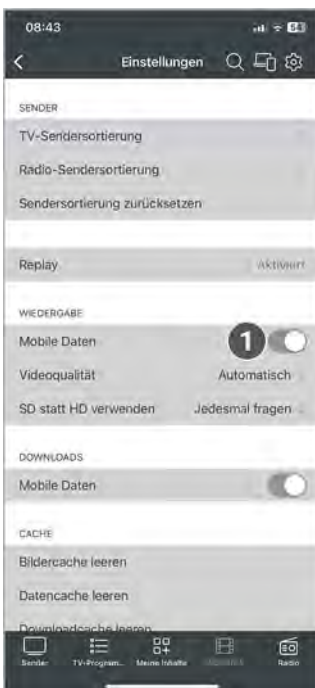 08:43
Einstellungen
SENDER
TV-Sendersortierung
Radio-Sendersortierung
Sendersortierung zurücksetzen
Replay Aktiviert
WIEDERGABE
Mobile Daten 1
Videoqualität Automatisch
SD statt HD verwenden Jedesmal fragen
DOWNLOADS
Mobile Daten
CACHE
Bildercache leeren
Datencache leeren
Downloadcache leeren
Sender TV-Program... Meine Inhalte Radio